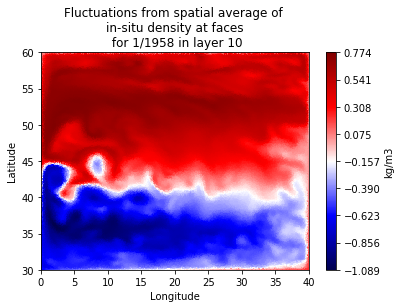 Fluctuations from spatial average of
in-situ density at faces
for 1/1958 in layer 10
60
55
50
45
40
35
30
Latitude
0 5 10 15 20 25 30 35 40
Longitude
0.774
0.541
0.308
0.075
−0.157
−0.390
−0.623
−0.856
−1.089
kg/m3